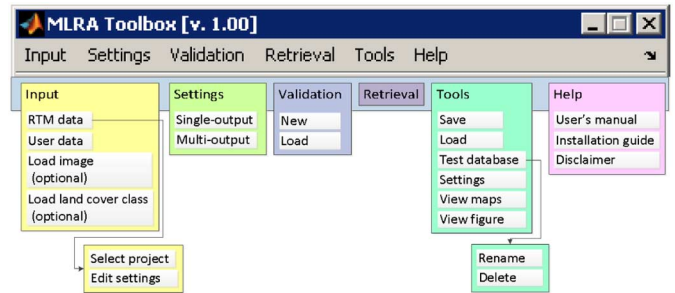 MLRA Toolbox [v. 1.00]
Input Settings Validation Retrieval Tools Help
Input
RTM data
User data
Load image
(optional)
Load land cover class
(optional)
Select project
Edit settings
Settings
Single-output
Multi-output
Validation
New
Load
Retrieval
Tools
Save
Load
Test database
Settings
View maps
View figure
Rename
Delete
Help
User's manual
Installation guide
Disclaimer